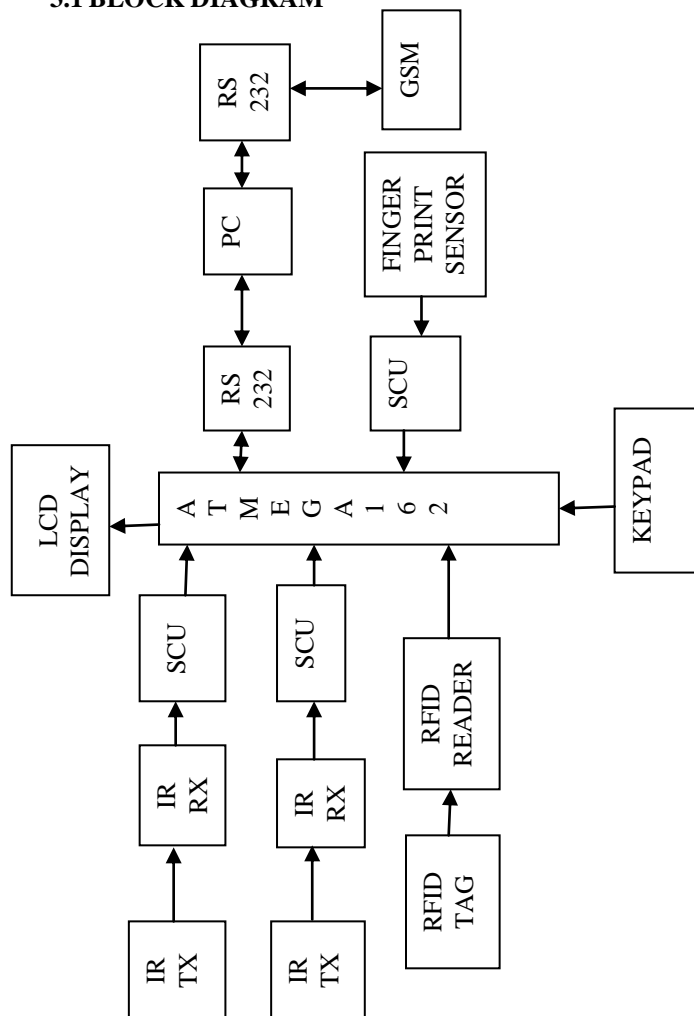 3.1 BLOCK DIAGRAM
RS
232
GSM
PC
FINGER
PRINT
SENSOR
RS
232
SCU
LCD
DISPLAY
A T M E G A 1 6 2
KEYPAD
SCU
SCU
RFID
READER
IR
RX
IR
RX
RFID
TAG
IR
TX
IR
TX